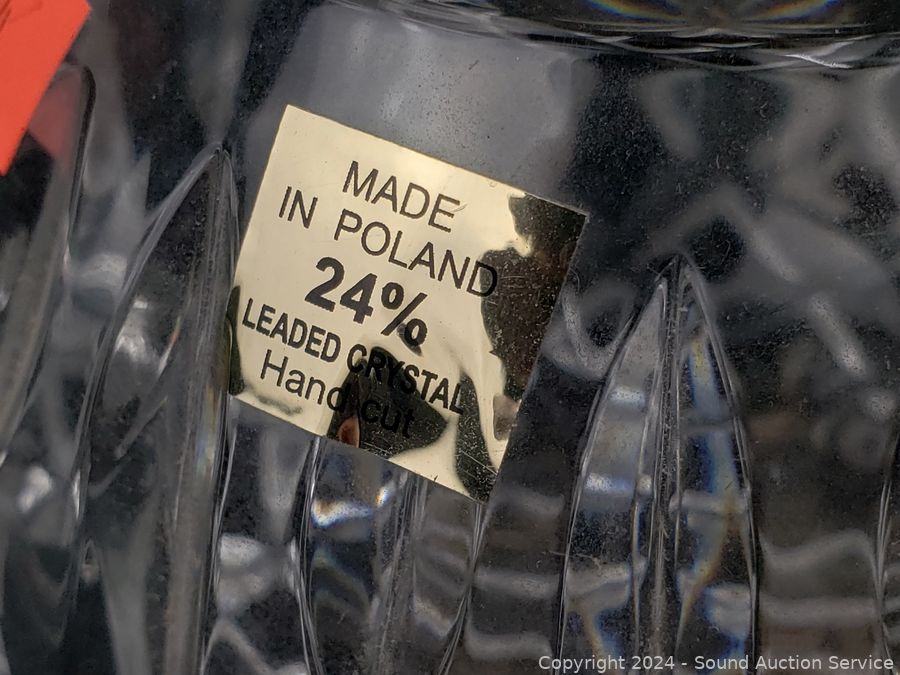 MADE
IN POLAND
24%
LEADED CRYSTAL
Hand cut
Copyright 2024 - Sound Auction Service